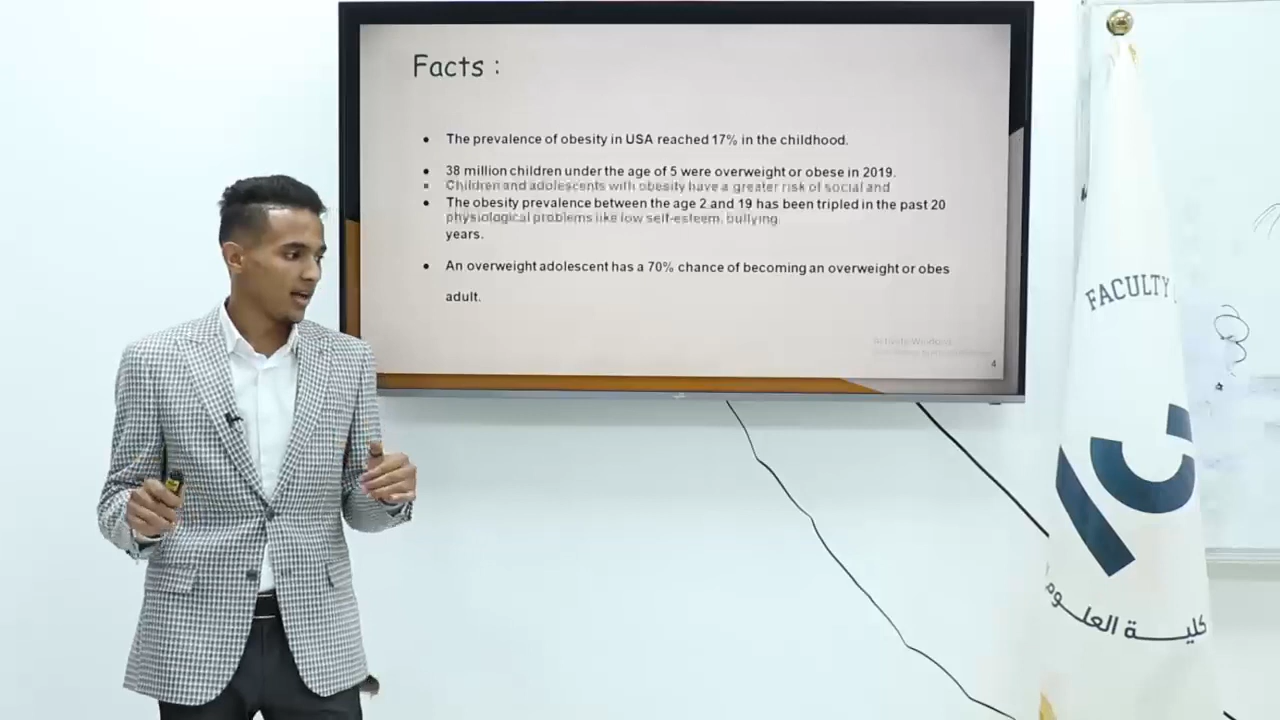 Facts :
The prevalence of obesity in USA reached 17% in the childhood.
38 million children under the age of 5 were overweight or obese in 2019.
Children and adolescents with obesity have a greater risk of social and
The obesity prevalence between the age 2 and 19 has been tripled in the past 20
physiological problems like low self-esteem, bullying.
years.
An overweight adolescent has a 70% chance of becoming an overweight or obes
adult.
Activate Windows
4
FACULTY
كلية العلوم